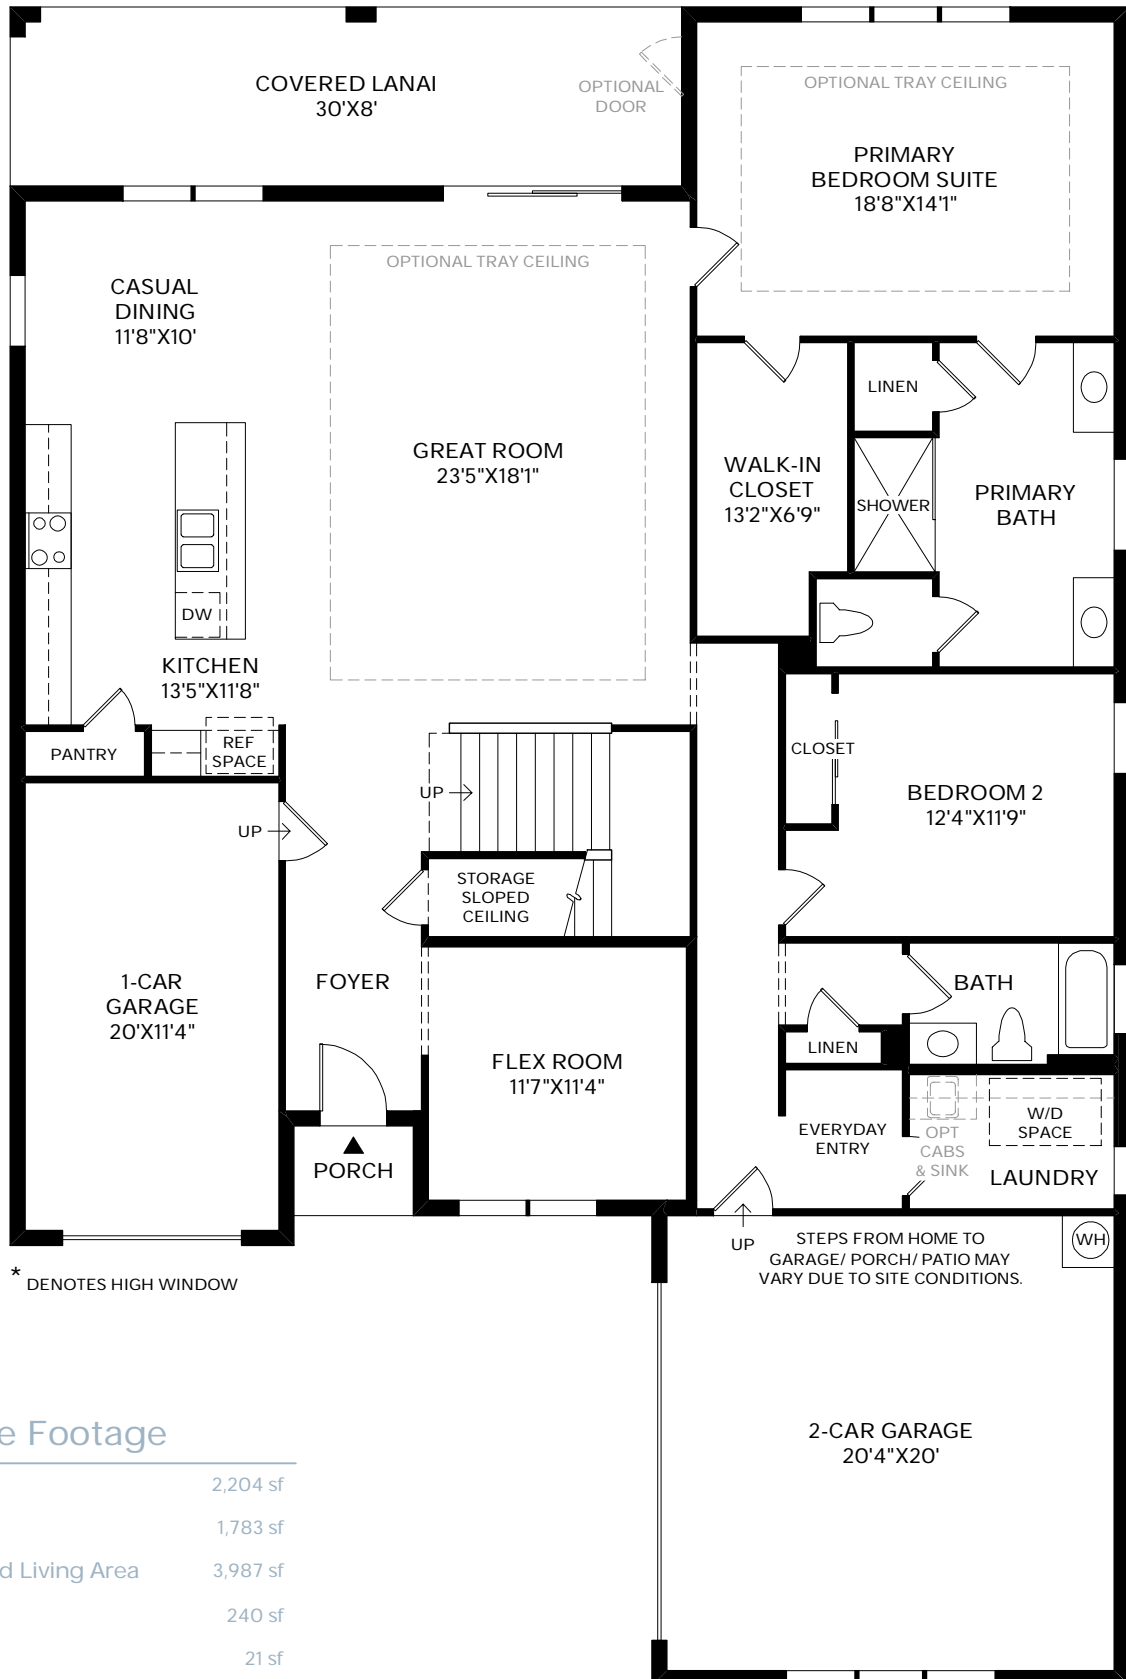 COVERED LANAI
30'X8'
OPTIONAL
DOOR
OPTIONAL TRAY CEILING
PRIMARY
BEDROOM SUITE
18'8"X14'1"
OPTIONAL TRAY CEILING
CASUAL
DINING
11'8"X10'
GREAT ROOM
23'5"X18'1"
LINEN
WALK-IN
CLOSET
13'2"X6'9"
SHOWER
PRIMARY
BATH
DW
KITCHEN
13'5"X11'8"
PANTRY
REF
SPACE
UP
UP
CLOSET
BEDROOM 2
12'4"X11'9"
STORAGE
SLOPED
CEILING
1-CAR
GARAGE
20'X11'4"
FOYER
BATH
LINEN
FLEX ROOM
11'7"X11'4"
EVERYDAY
ENTRY
OPT
CABS
& SINK
W/D
SPACE
LAUNDRY
PORCH
UP
STEPS FROM HOME TO
GARAGE/ PORCH/ PATIO MAY
VARY DUE TO SITE CONDITIONS.
WH
* DENOTES HIGH WINDOW
2-CAR GARAGE
20'4"X20'
e Footage
2,204 sf
1,783 sf
d Living Area 3,987 sf
240 sf
21 sf